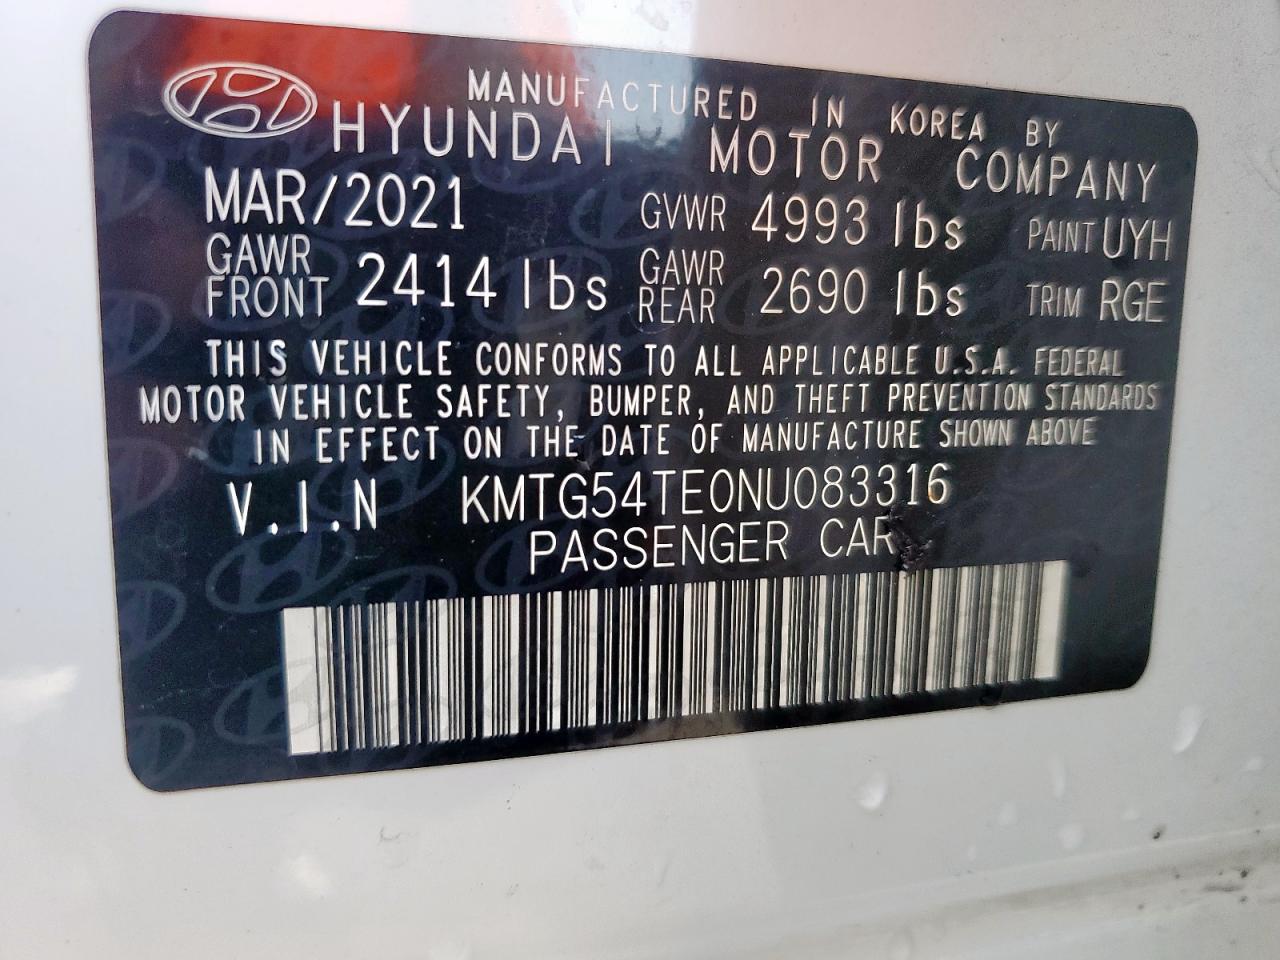 MANUFACTURED IN KOREA BY
HYUNDAI MOTOR COMPANY
MAR/2021 GVWR 4993 lbs PAINT UYH
GAWR FRONT 2414 lbs GAWR REAR 2690 lbs TRIM RGE
THIS VEHICLE CONFORMS TO ALL APPLICABLE U.S.A. FEDERAL
MOTOR VEHICLE SAFETY, BUMPER, AND THEFT PREVENTION STANDARDS
IN EFFECT ON THE DATE OF MANUFACTURE SHOWN ABOVE
V.I.N KMTG54TE0NU083316
PASSENGER CAR